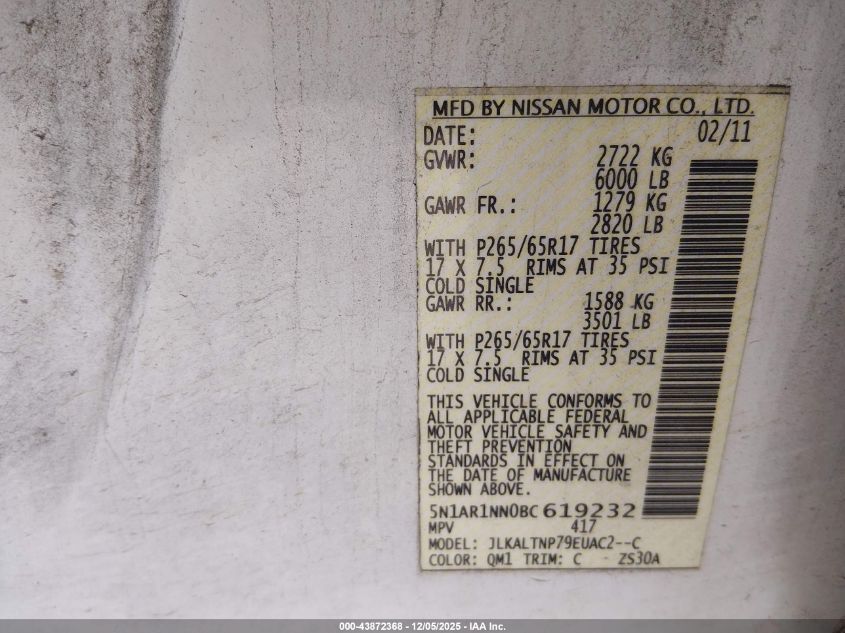 MFD BY NISSAN MOTOR CO., LTD.
DATE: 02/11
GVWR: 2722 KG
6000 LB
GAWR FR.: 1279 KG
2820 LB
WITH P265/65R17 TIRES
17 X 7.5 RIMS AT 35 PSI
COLD SINGLE
GAWR RR.: 1588 KG
3501 LB
WITH P265/65R17 TIRES
17 X 7.5 RIMS AT 35 PSI
COLD SINGLE
THIS VEHICLE CONFORMS TO
ALL APPLICABLE FEDERAL
MOTOR VEHICLE SAFETY AND
THEFT PREVENTION
STANDARDS IN EFFECT ON
THE DATE OF MANUFACTURE
SHOWN ABOVE.
5N1AR1NN0BC619232
MPV 417
MODEL: JLKALTNP79EUAC2--C
COLOR: QM1 TRIM: C ZS30A
000-43872368 - 12/05/2025 - IAA Inc.